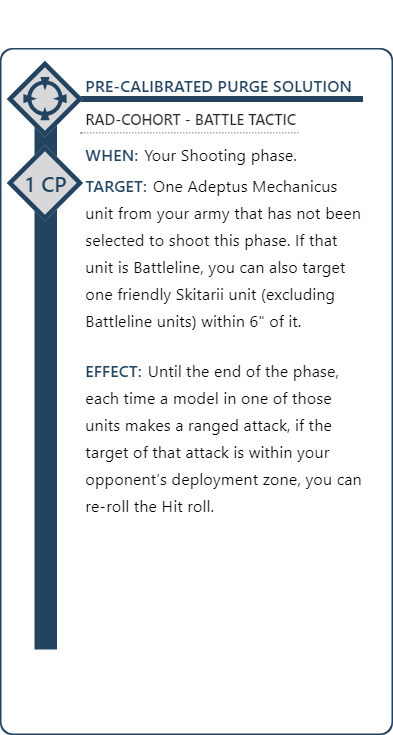 PRE-CALIBRATED PURGE SOLUTION
RAD-COHORT - BATTLE TACTIC
WHEN: Your Shooting phase.
1 CP
TARGET: One Adeptus Mechanicus
unit from your army that has not been
selected to shoot this phase. If that
unit is Battleline, you can also target
one friendly Skitarii unit (excluding
Battleline units) within 6" of it.
EFFECT: Until the end of the phase,
each time a model in one of those
units makes a ranged attack, if the
target of that attack is within your
opponent’s deployment zone, you can
re-roll the Hit roll.